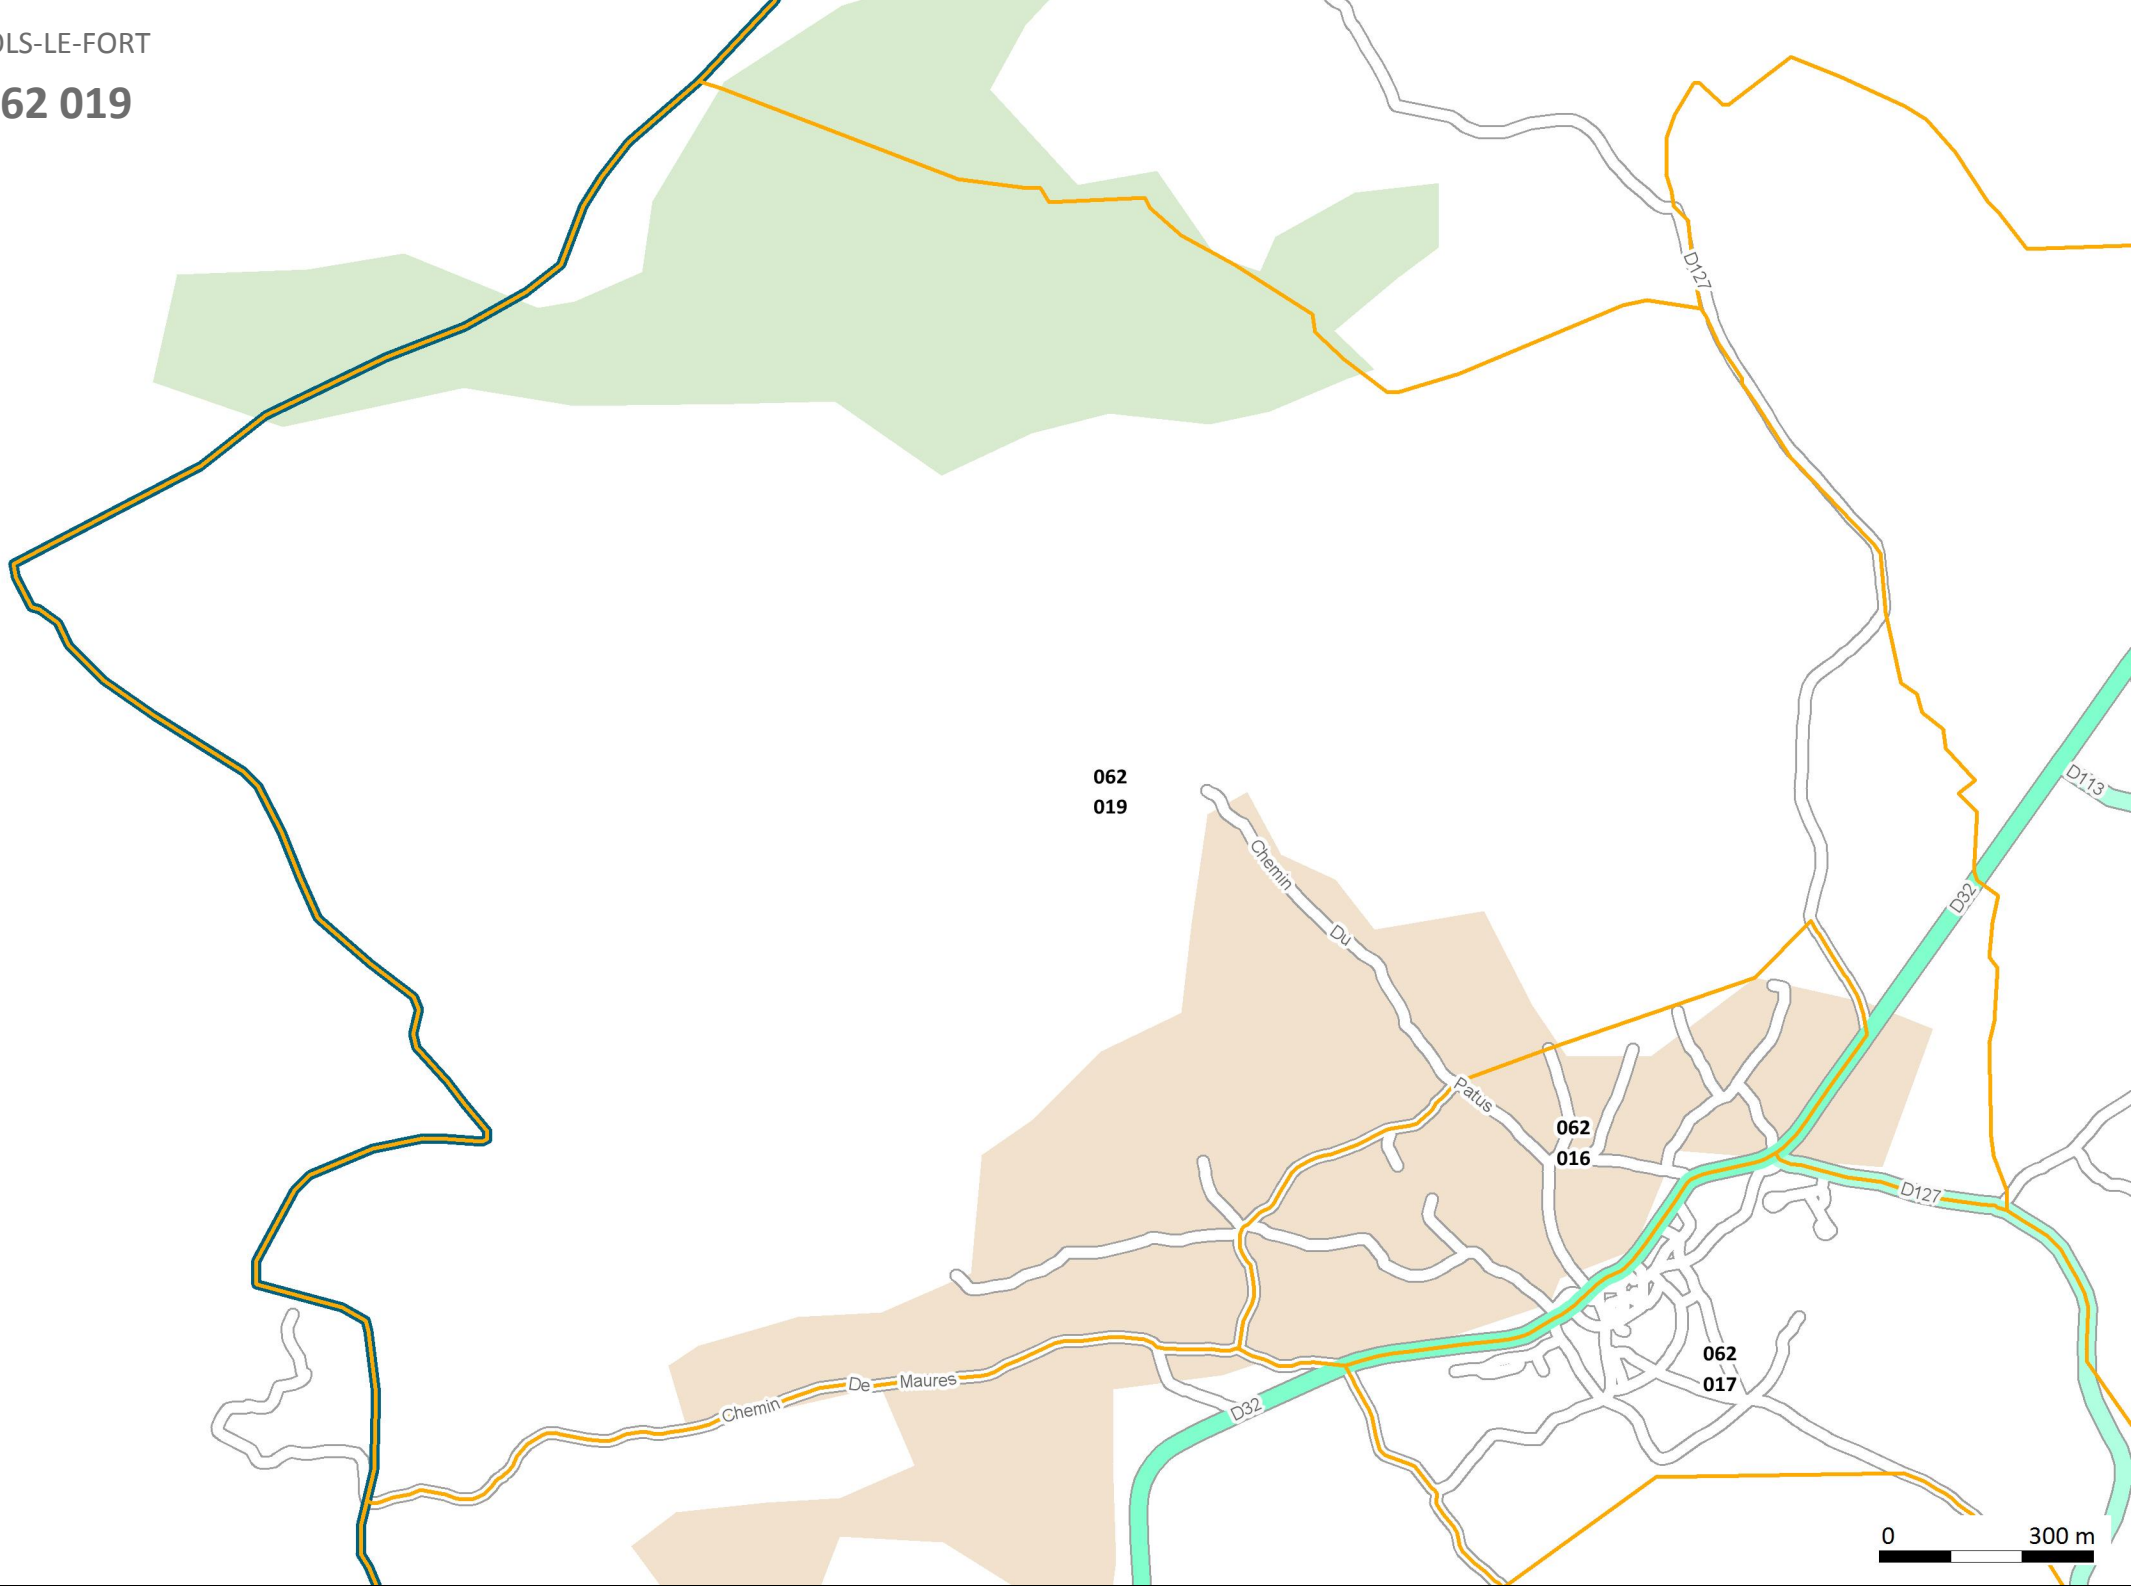 OLS-LE-FORT
62 019
D127
D113
062
019
D32
Chemin
Du
Patus
062
016
D127
062
017
Chemin
De
Maures
D32
0
300 m